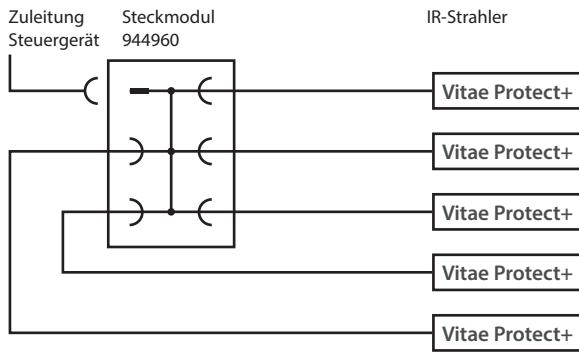 Zuleitung
Steuergerät
Steckmodul
944960
IR-Strahler
Vitae Protect+
Vitae Protect+
Vitae Protect+
Vitae Protect+
Vitae Protect+